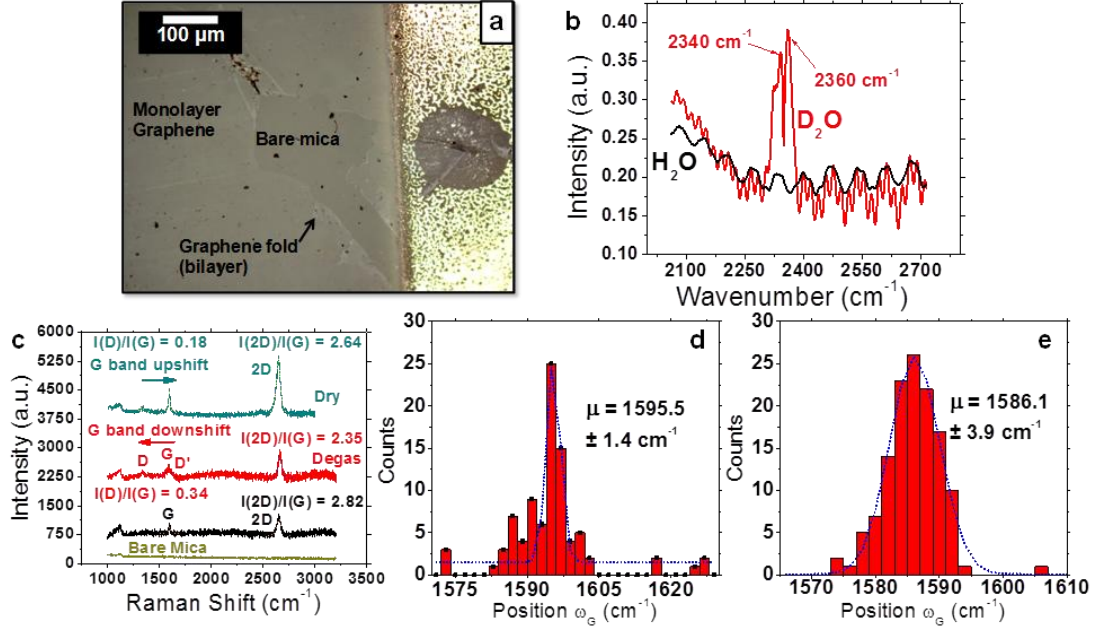 a
100 µm
Monolayer
Graphene
Bare mica
Graphene fold
(bilayer)
b
Intensity (a.u.)
0.40
0.35
0.30
0.25
0.20
0.15
0.10
2340 cm-1
2360 cm-1
D2O
H2O
2100 2250 2400 2550 2700
Wavenumber (cm-1)
c
Intensity (a.u.)
6000
5250
4500
3750
3000
2250
1500
750
0
I(D)/I(G) = 0.18 I(2D)/I(G) = 2.64
G band upshift 2D
Dry
G band downshift I(2D)/I(G) = 2.35
D G D' Degas
I(D)/I(G) = 0.34 I(2D)/I(G) = 2.82
G 2D
Bare Mica
1000 1500 2000 2500 3000 3500
Raman Shift (cm-1)
d
Counts
30
25
20
15
10
5
0
µ = 1595.5
± 1.4 cm-1
1575 1590 1605 1620
Position ωG (cm-1)
e
Counts
30
25
20
15
10
5
0
µ = 1586.1
± 3.9 cm-1
1570 1580 1590 1600 1610
Position ωG (cm-1)